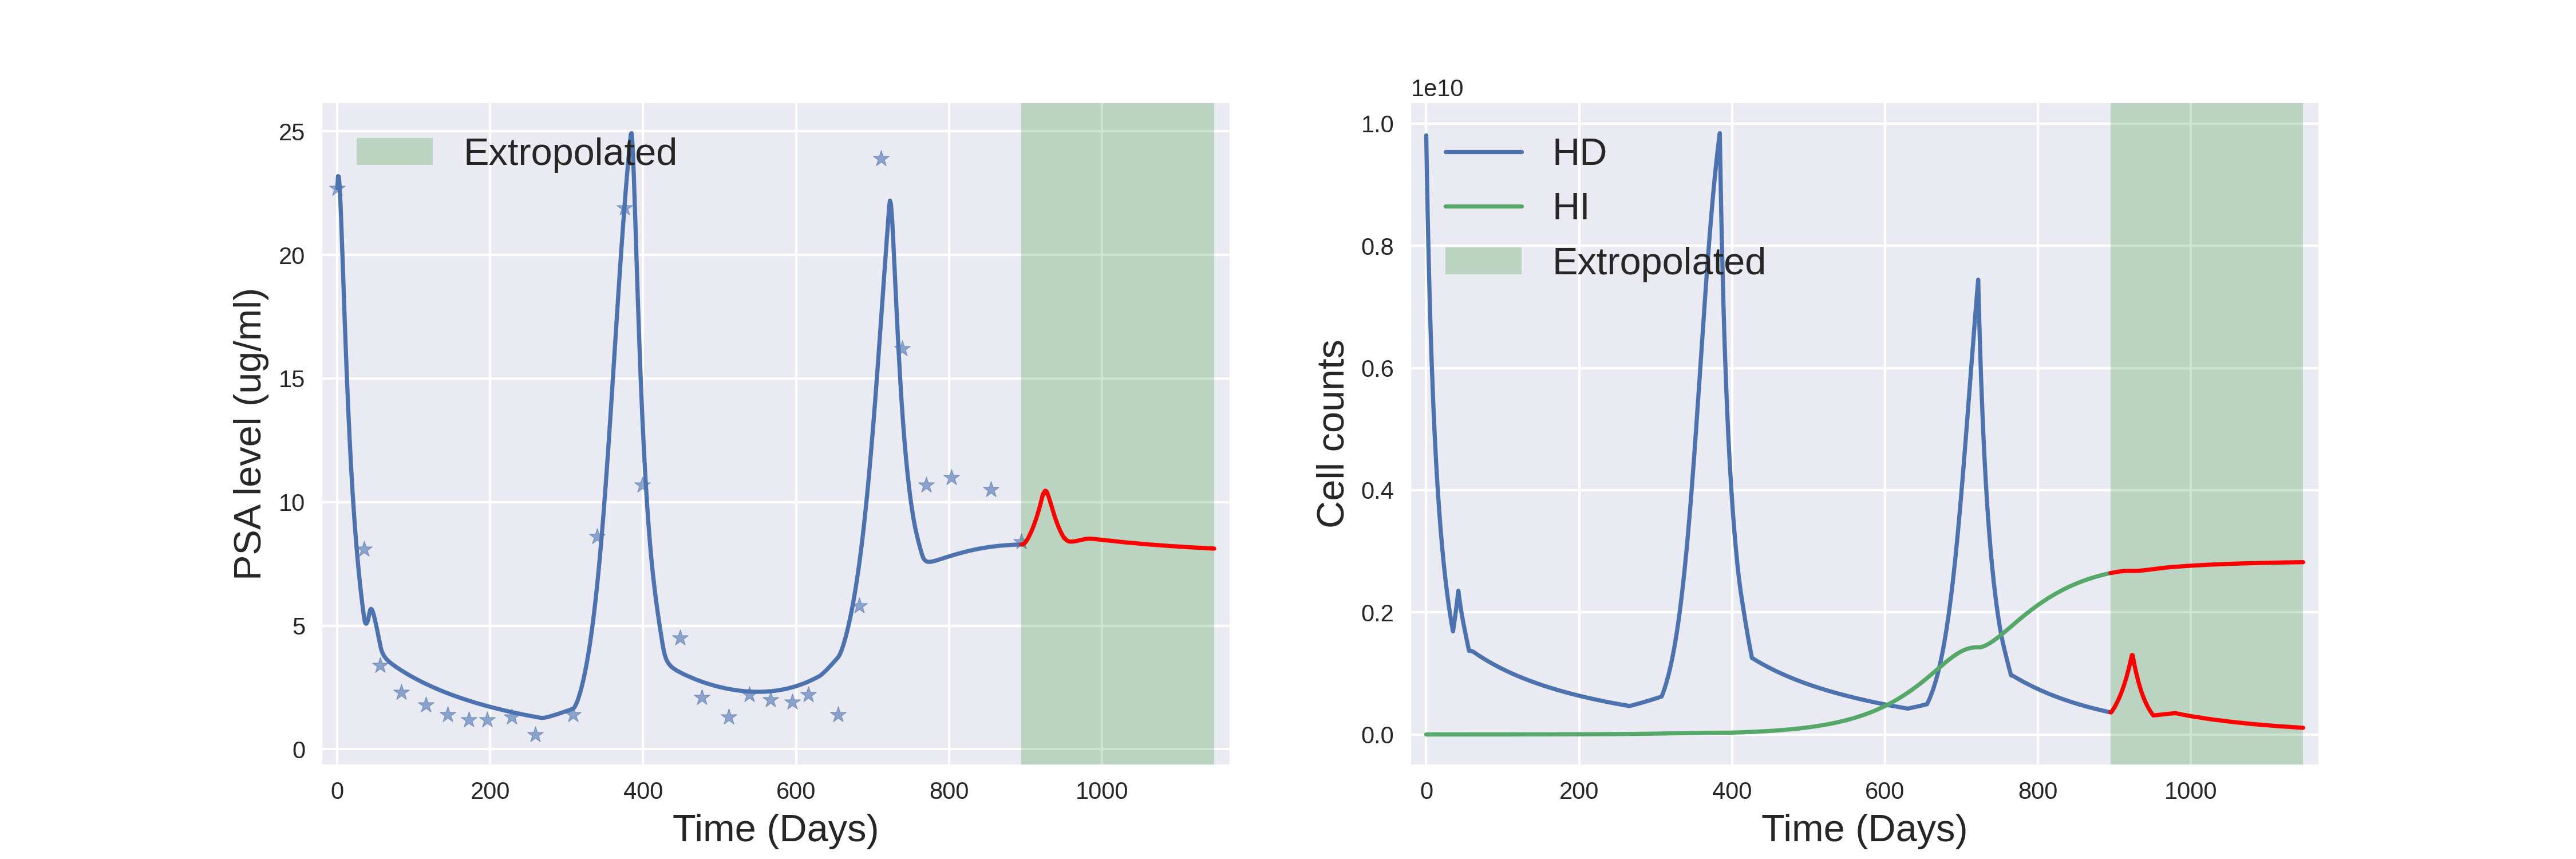 Extropolated
PSA level (ug/ml)
25
20
15
10
5
0
0 200 400 600 800 1000
Time (Days)
1e10
HD
HI
Extropolated
Cell counts
1.0
0.8
0.6
0.4
0.2
0.0
0 200 400 600 800 1000
Time (Days)